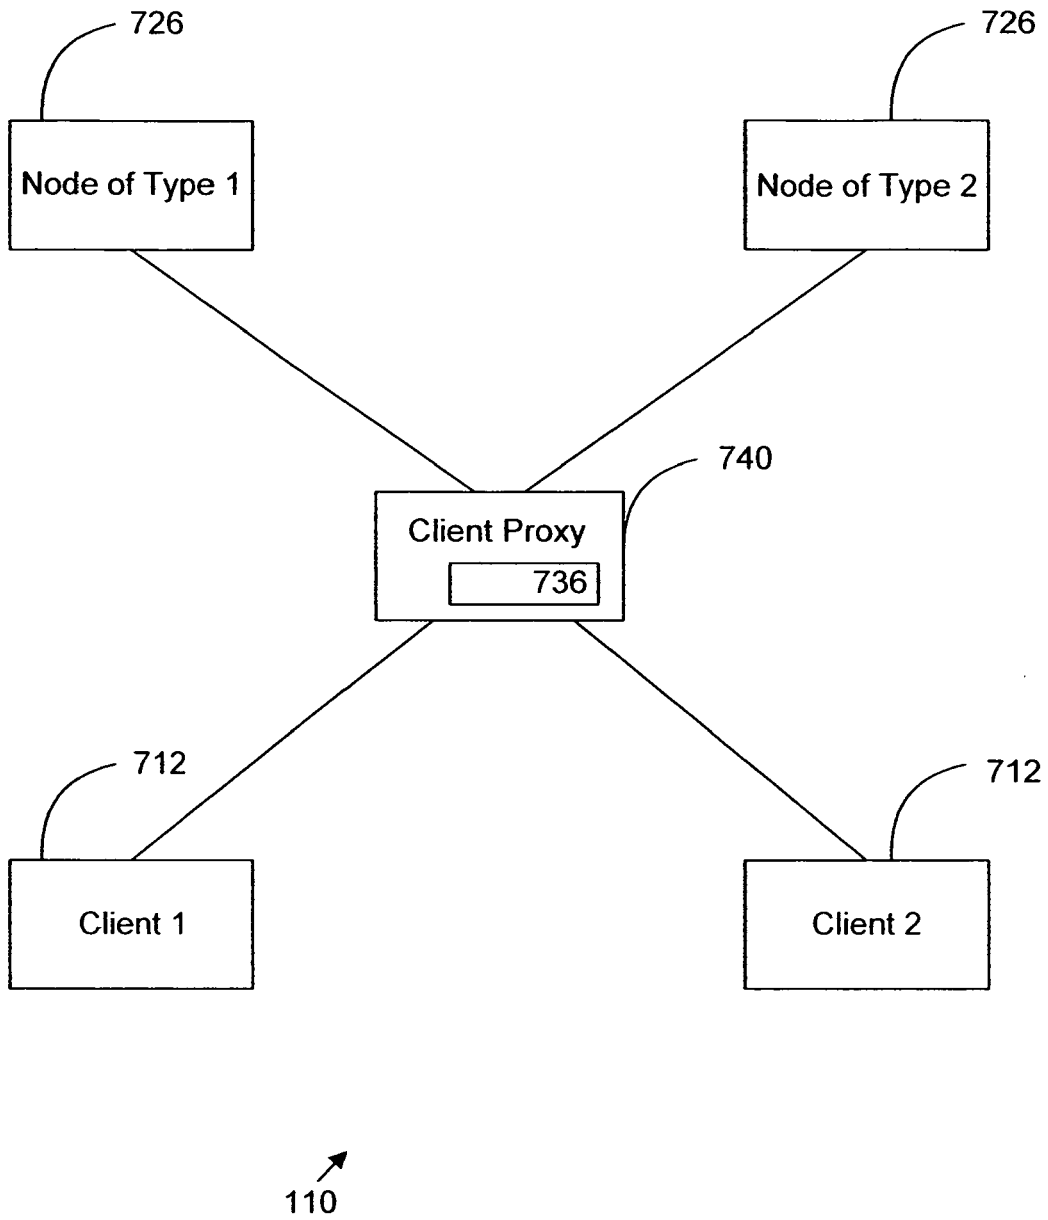 726
726
Node of Type 1
Node of Type 2
740
Client Proxy
736
712
712
Client 1
Client 2
110